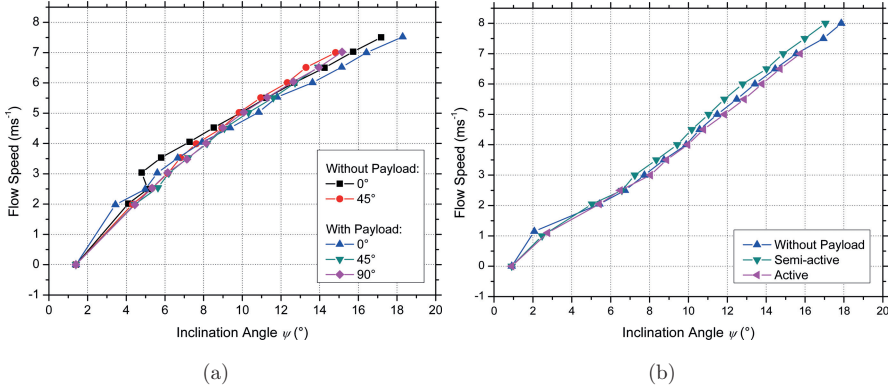 8
7
6
5
4
3
2
1
0
-1
0 2 4 6 8 10 12 14 16 18 20
Flow Speed (ms⁻¹)
Inclination Angle ψ (°)
Without Payload:
0°
45°
With Payload:
0°
45°
90°
(a)
8
7
6
5
4
3
2
1
0
-1
0 2 4 6 8 10 12 14 16 18 20
Flow Speed (ms⁻¹)
Inclination Angle ψ (°)
Without Payload
Semi-active
Active
(b)